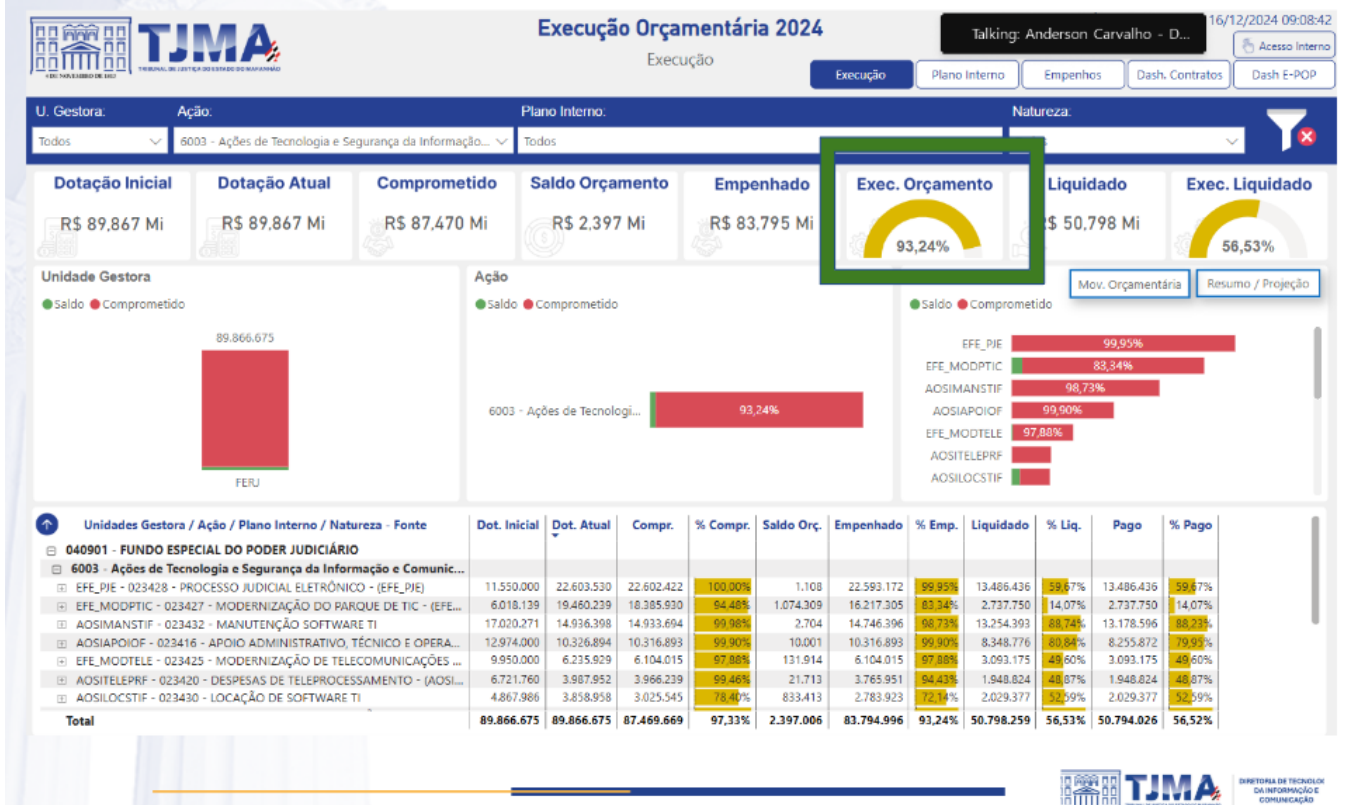 TJMA
TRIBUNAL DE JUSTIÇA DO ESTADO DO MARANHÃO
Execução Orçamentária 2024
Execução
Talking: Anderson Carvalho - D...
16/12/2024 09:08:42
Acesso Interno
Execução Plano Interno Empenhos Dash. Contratos Dash E-POP
U. Gestora: Ação: Plano Interno: Natureza:
Todos 6003 - Ações de Tecnologia e Segurança da Informação... Todos
Dotação Inicial Dotação Atual Comprometido Saldo Orçamento Empenhado Exec. Orçamento Liquidado Exec. Liquidado
R$ 89,867 Mi R$ 89,867 Mi R$ 87,470 Mi R$ 2,397 Mi R$ 83,795 Mi 93,24% R$ 50,798 Mi 56,53%
Unidade Gestora
Saldo Comprometido
89.866.675
FERJ
Ação
Saldo Comprometido
6003 - Ações de Tecnologi... 93,24%
Mov. Orçamentária Resumo / Projeção
Saldo Comprometido
EFE_PJE 99,95%
EFE_MODPTIC 83,34%
AOSIMANSTIF 98,73%
AOSIAPOIOF 99,90%
EFE_MODTELE 97,88%
AOSITELEPRF
AOSILOCSTIF
Unidades Gestora / Ação / Plano Interno / Natureza - Fonte Dot. Inicial Dot. Atual Compr. % Compr. Saldo Orç. Empenhado % Emp. Liquidado % Liq. Pago % Pago
040901 - FUNDO ESPECIAL DO PODER JUDICIÁRIO
6003 - Ações de Tecnologia e Segurança da Informação e Comunic...
EFE_PJE - 023428 - PROCESSO JUDICIAL ELETRÔNICO - (EFE_PJE) 11.550.000 22.603.530 22.602.422 100,00% 1.108 22.593.172 99,95% 13.486.436 59,67% 13.486.436 59,67%
EFE_MODPTIC - 023427 - MODERNIZAÇÃO DO PARQUE DE TIC - (EFE... 6.018.139 19.460.239 18.385.930 94,48% 1.074.309 16.217.305 83,34% 2.737.750 14,07% 2.737.750 14,07%
AOSIMANSTIF - 023432 - MANUTENÇÃO SOFTWARE TI 17.020.271 14.936.398 14.933.694 99,98% 2.704 14.746.396 98,73% 13.254.393 88,74% 13.178.596 88,23%
AOSIAPOIOF - 023416 - APOIO ADMINISTRATIVO, TÉCNICO E OPERA... 12.974.000 10.326.894 10.316.893 99,90% 10.001 10.316.893 99,90% 8.348.776 80,84% 8.255.872 79,95%
EFE_MODTELE - 023425 - MODERNIZAÇÃO DE TELECOMUNICAÇÕES ... 9.950.000 6.235.929 6.104.015 97,88% 131.914 6.104.015 97,88% 3.093.175 49,60% 3.093.175 49,60%
AOSITELEPRF - 023420 - DESPESAS DE TELEPROCESSAMENTO - (AOSI... 6.721.760 3.987.952 3.966.239 99,46% 21.713 3.765.951 94,43% 1.948.824 48,87% 1.948.824 48,87%
AOSILOCSTIF - 023430 - LOCAÇÃO DE SOFTWARE TI 4.867.986 3.858.958 3.025.545 78,40% 833.413 2.783.923 72,14% 2.029.377 52,59% 2.029.377 52,59%
Total 89.866.675 89.866.675 87.469.669 97,33% 2.397.006 83.794.996 93,24% 50.798.259 56,53% 50.794.026 56,52%
TJMA
DIRETORIA DE TECNOLO
DA INFORMAÇÃO E
COMUNICAÇÃO